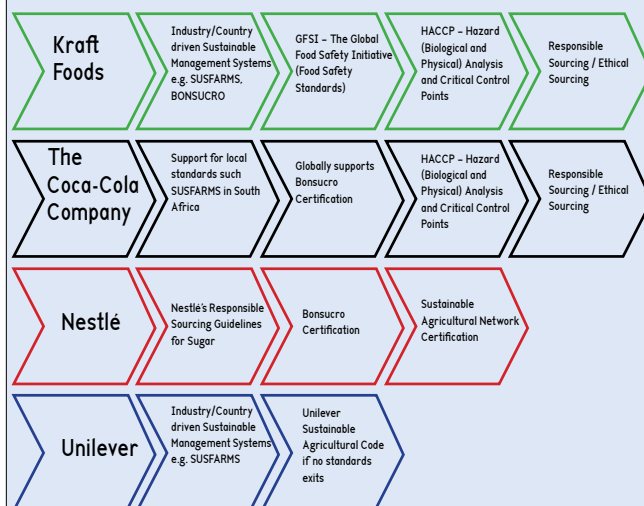 Kraft
Foods
Industry/Country
driven Sustainable
Management Systems
e.g. SUSFARMS,
BONSUCRO
GFSI – The Global
Food Safety Initiative
(Food Safety
Standards)
HACCP – Hazard
(Biological and
Physical) Analysis
and Critical Control
Points
Responsible
Sourcing / Ethical
Sourcing
The
Coca-Cola
Company
Support for local
standards such
SUSFARMS in South
Africa
Globally supports
Bonsucro
Certification
HACCP – Hazard
(Biological and
Physical) Analysis
and Critical Control
Points
Responsible
Sourcing / Ethical
Sourcing
Nestlé
Nestlé's Responsible
Sourcing Guidelines
for Sugar
Bonsucro
Certification
Sustainable
Agricultural Network
Certification
Unilever
Industry/Country
driven Sustainable
Management Systems
e.g. SUSFARMS
Unilever
Sustainable
Agricultural Code
if no standards
exits